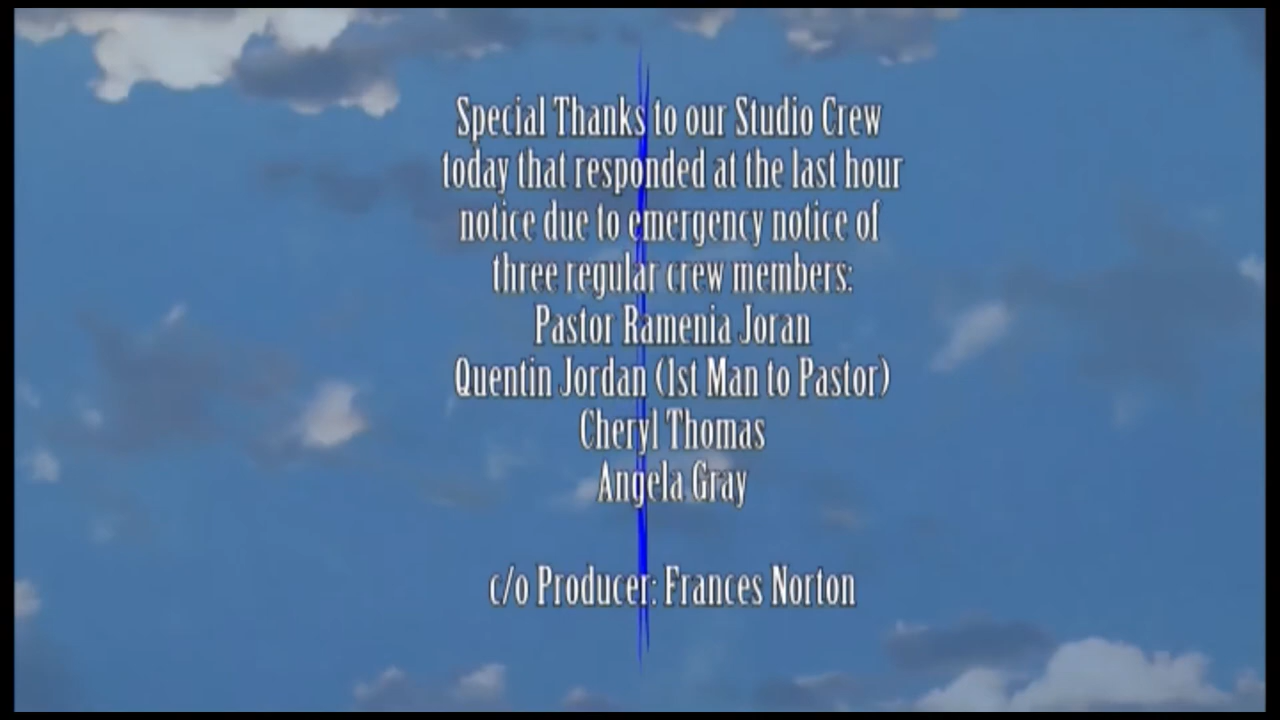 Special Thanks to our Studio Crew
today that responded at the last hour
notice due to emergency notice of
three regular crew members:
Pastor Ramenia Joran
Quentin Jordan (1st Man to Pastor)
Cheryl Thomas
Angela Gray
c/o Producer: Frances Norton